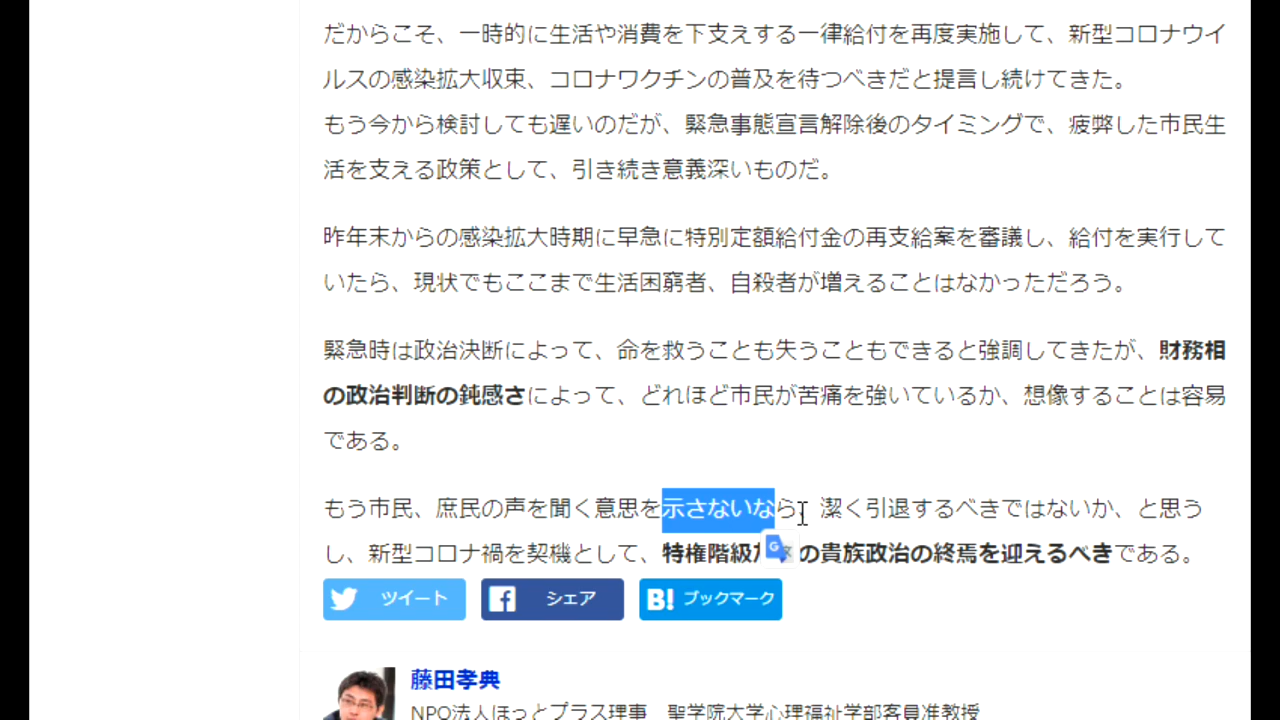 だからこそ、一時的に生活や消費を下支えする一律給付を再度実施して、新型コロナウイ
ルスの感染拡大収束、コロナワクチンの普及を待つべきだと提言し続けてきた。
もう今から検討しても遅いのだが、緊急事態宣言解除後のタイミングで、疲弊した市民生
活を支える政策として、引き続き意義深いものだ。
昨年末からの感染拡大時期に早急に特別定額給付金の再支給案を審議し、給付を実行して
いたら、現状でもここまで生活困窮者、自殺者が増えることはなかっただろう。
緊急時は政治決断によって、命を救うことも失うこともできると強調してきたが、財務相
の政治判断の鈍感さによって、どれほど市民が苦痛を強いているか、想像することは容易
である。
もう市民、庶民の声を聞く意思を示さないなら、潔く引退するべきではないか、と思う
し、新型コロナ禍を契機として、特権階級の貴族政治の終焉を迎えるべきである。
ツイート シェア B! ブックマーク
藤田孝典
NPO法人ほっとプラス理事 聖学院大学心理福祉学部客員准教授